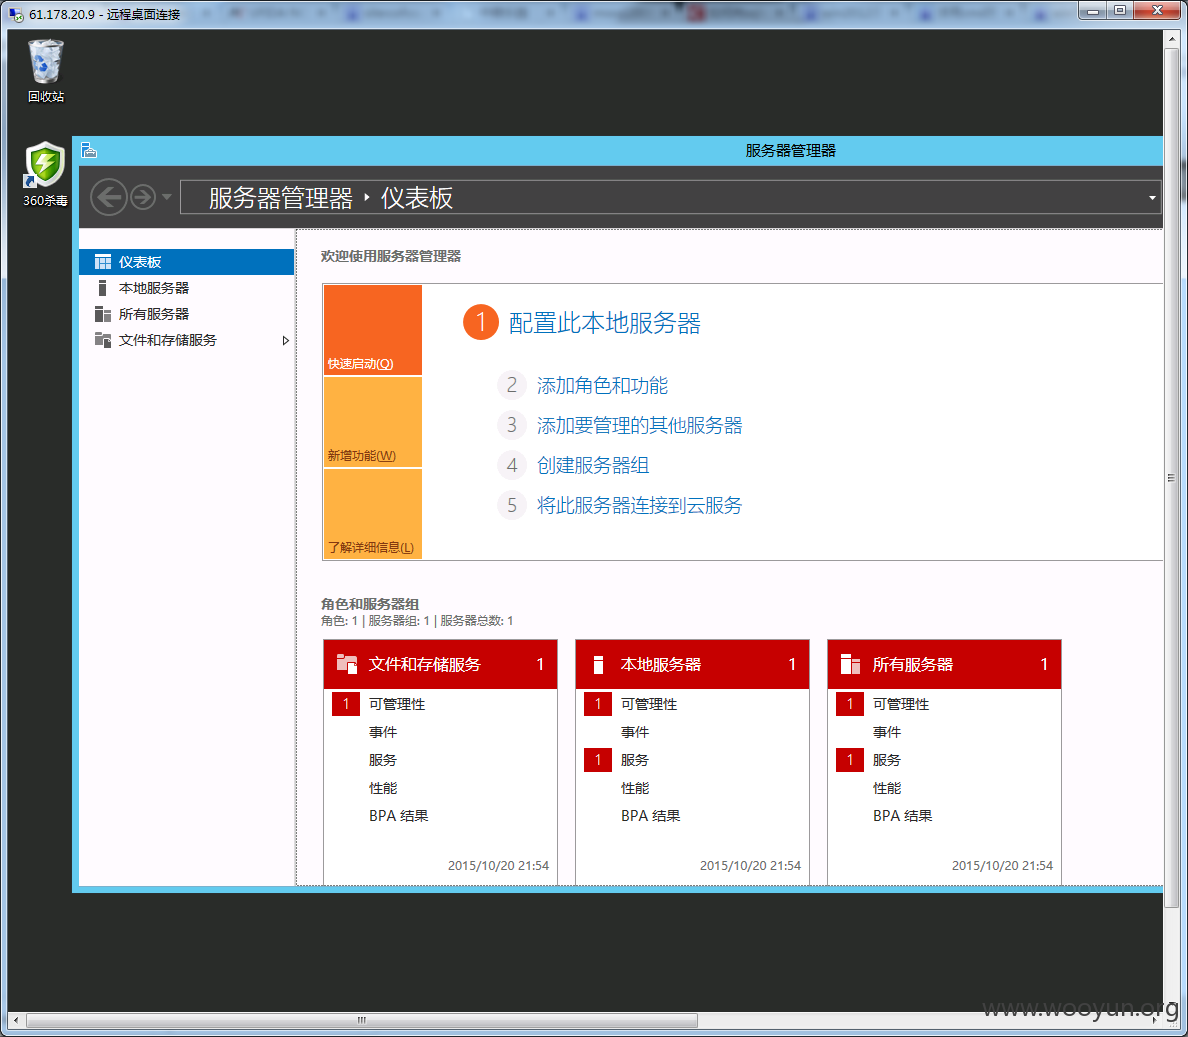 61.178.20.9 - 远程桌面连接
回收站
360杀毒
服务器管理器
服务器管理器 ‣ 仪表板
仪表板
本地服务器
所有服务器
文件和存储服务
欢迎使用服务器管理器
快速启动(Q)
新增功能(W)
了解详细信息(L)
1 配置此本地服务器
2 添加角色和功能
3 添加要管理的其他服务器
4 创建服务器组
5 将此服务器连接到云服务
角色和服务器组
角色: 1 | 服务器组: 1 | 服务器总数: 1
文件和存储服务 1
1 可管理性
事件
服务
性能
BPA 结果
2015/10/20 21:54
本地服务器 1
1 可管理性
事件
1 服务
性能
BPA 结果
2015/10/20 21:54
所有服务器 1
1 可管理性
事件
1 服务
性能
BPA 结果
2015/10/20 21:54
www.wooyun.org